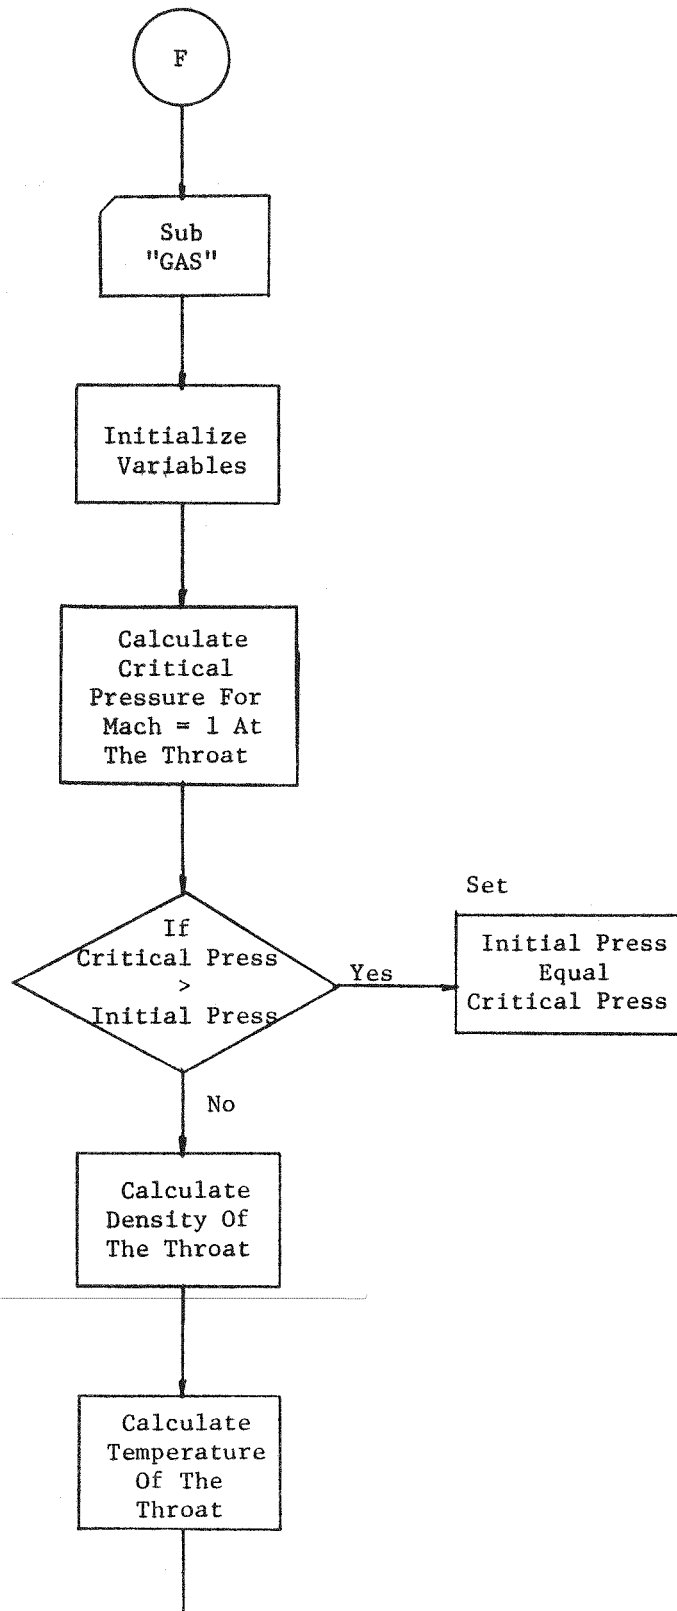 F
Sub
"GAS"
Initialize
Variables
Calculate
Critical
Pressure For
Mach = 1 At
The Throat
If
Critical Press
>
Initial Press
Yes
Set
Initial Press
Equal
Critical Press
No
Calculate
Density Of
The Throat
Calculate
Temperature
Of The
Throat